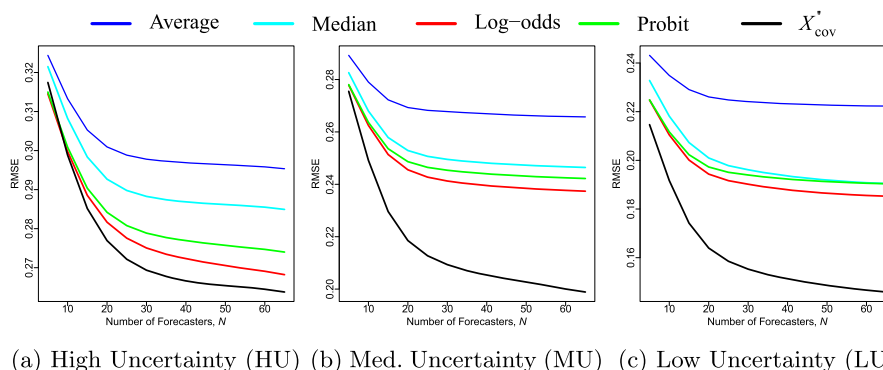 Average Median Log−odds Probit X*cov
RMSE
0.32
0.31
0.30
0.29
0.28
0.27
10 20 30 40 50 60
Number of Forecasters, N
RMSE
0.28
0.26
0.24
0.22
0.20
10 20 30 40 50 60
Number of Forecasters, N
RMSE
0.24
0.22
0.20
0.18
0.16
10 20 30 40 50 60
Number of Forecasters, N
(a) High Uncertainty (HU) (b) Med. Uncertainty (MU) (c) Low Uncertainty (LU